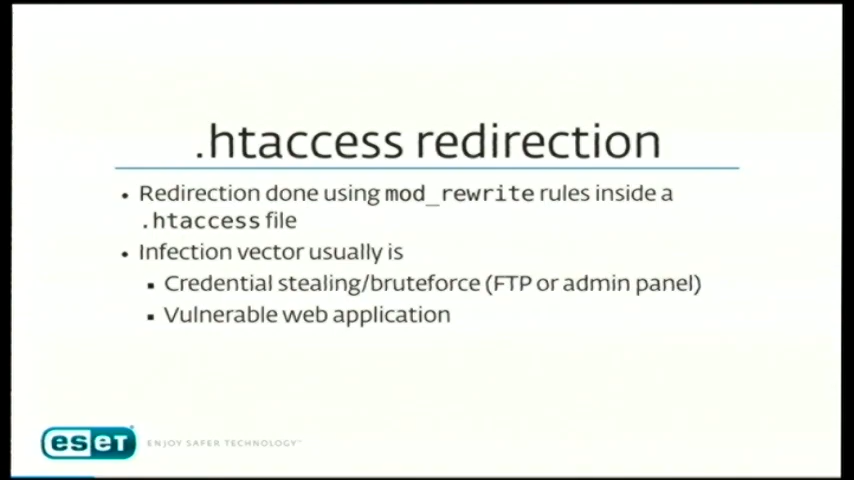 .htaccess redirection
• Redirection done using mod_rewrite rules inside a
.htaccess file
• Infection vector usually is
▪ Credential stealing/bruteforce (FTP or admin panel)
▪ Vulnerable web application
eseT ENJOY SAFER TECHNOLOGY™